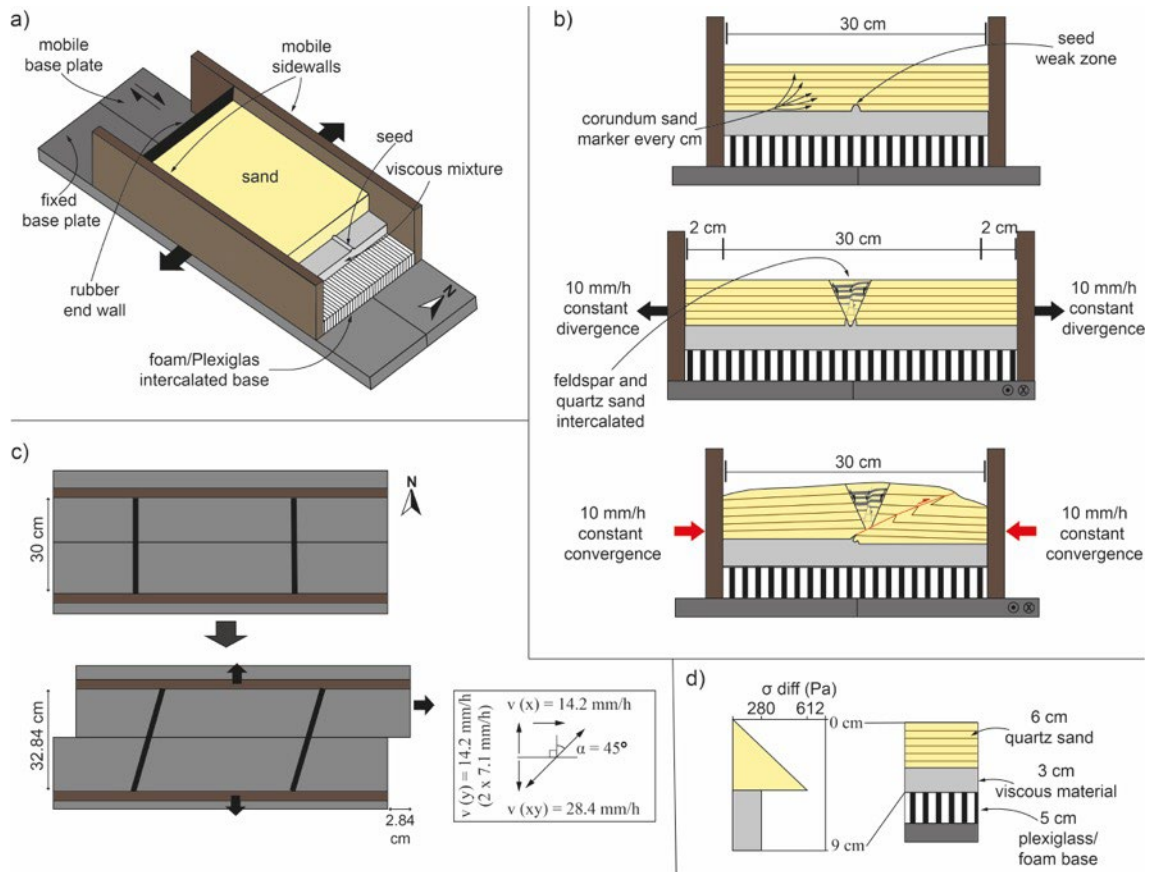 a)
mobile
base plate
mobile
sidewalls
seed
viscous mixture
sand
fixed
base plate
rubber
end wall
N
foam/Plexiglas
intercalated base
b)
30 cm
seed
weak zone
corundum sand
marker every cm
2 cm
30 cm
2 cm
10 mm/h
constant
divergence
10 mm/h
constant
divergence
feldspar and
quartz sand
intercalated
30 cm
10 mm/h
constant
convergence
10 mm/h
constant
convergence
c)
N
30 cm
32.84 cm
2.84
cm
v (y) = 14.2 mm/h
(2 x 7.1 mm/h)
v (x) = 14.2 mm/h
α = 45°
v (xy) = 28.4 mm/h
d)
σ diff (Pa)
280 612
0 cm
9 cm
6 cm
quartz sand
3 cm
viscous material
5 cm
plexiglass/
foam base